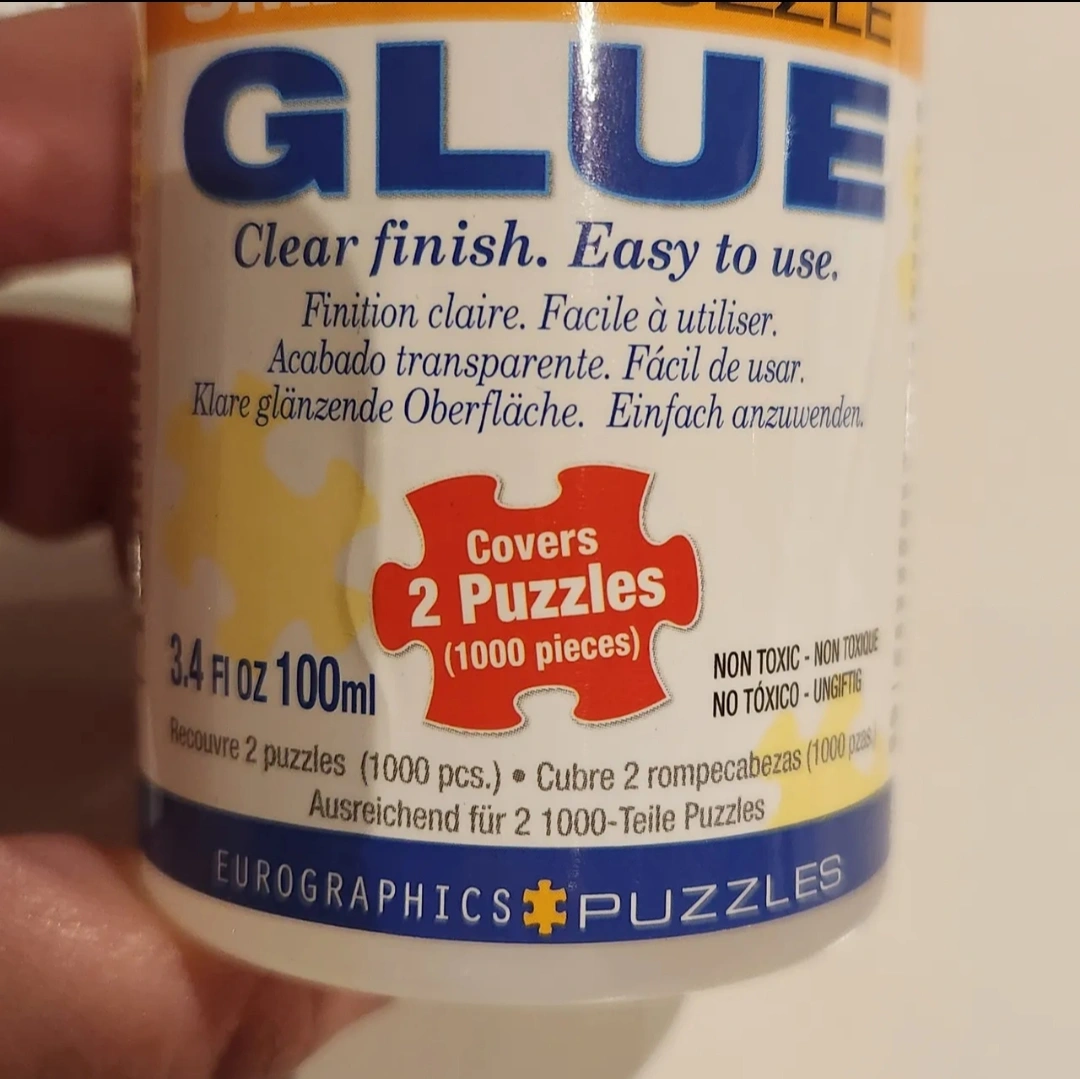 GLUE
Clear finish. Easy to use.
Finition claire. Facile à utiliser.
Acabado transparente. Fácil de usar.
Klare glänzende Oberfläche. Einfach anzuwenden.
Covers
2 Puzzles
(1000 pieces)
3.4 Fl OZ 100ml
NON TOXIC - NON TOXIQUE
NO TÓXICO - UNGIFTIG
Recouvre 2 puzzles (1000 pcs.) • Cubre 2 rompecabezas (1000 pzas.)
Ausreichend für 2 1000-Teile Puzzles
EUROGRAPHICS PUZZLES